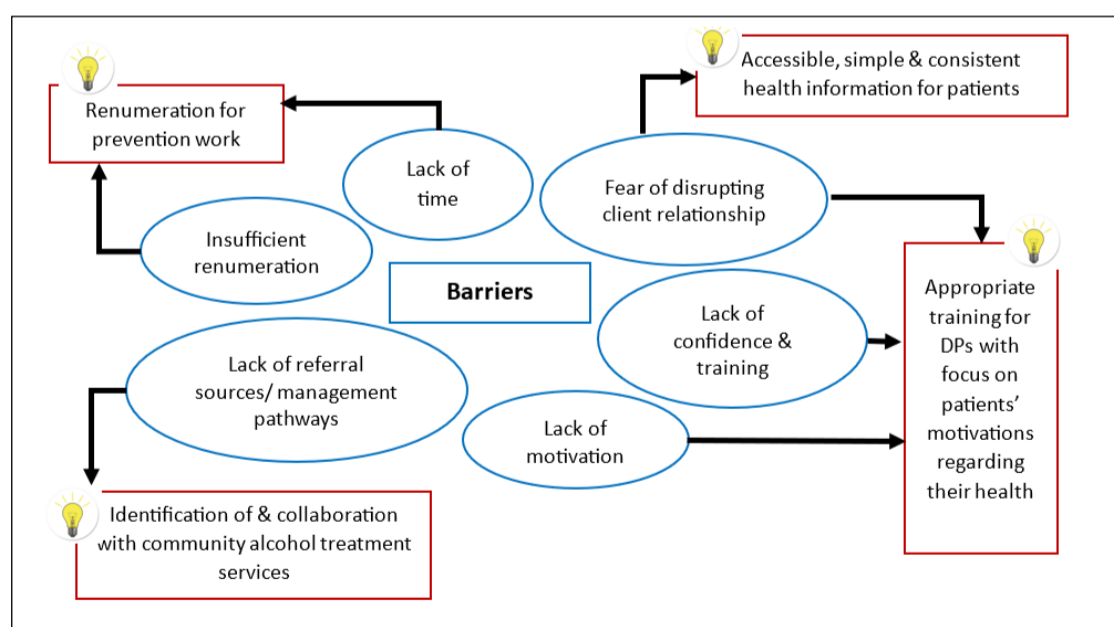 Accessible, simple & consistent
health information for patients
Renumeration for
prevention work
Lack of
time
Fear of disrupting
client relationship
Insufficient
renumeration
Barriers
Appropriate
training for
DPs with
focus on
patients’
motivations
regarding
their health
Lack of
confidence &
training
Lack of referral
sources/ management
pathways
Lack of
motivation
Identification of & collaboration
with community alcohol treatment
services